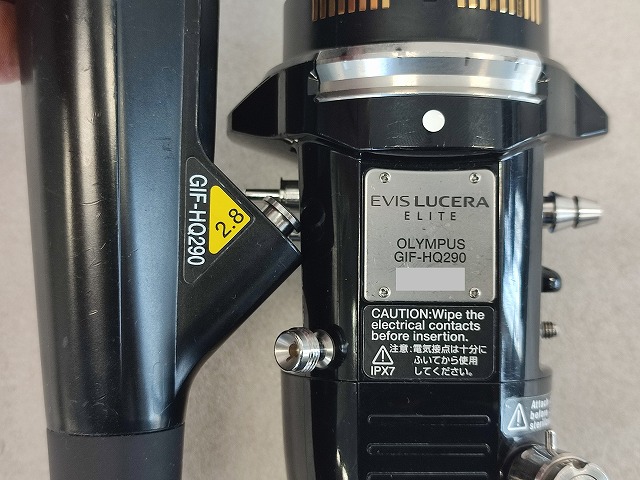 GIF-HQ290
2.8
EVIS LUCERA
ELITE
OLYMPUS
GIF-HQ290
CAUTION:Wipe the
electrical contacts
before insertion.
注意:電気接点は十分に
ふいてから使用
してください。
IPX7
Attach
before